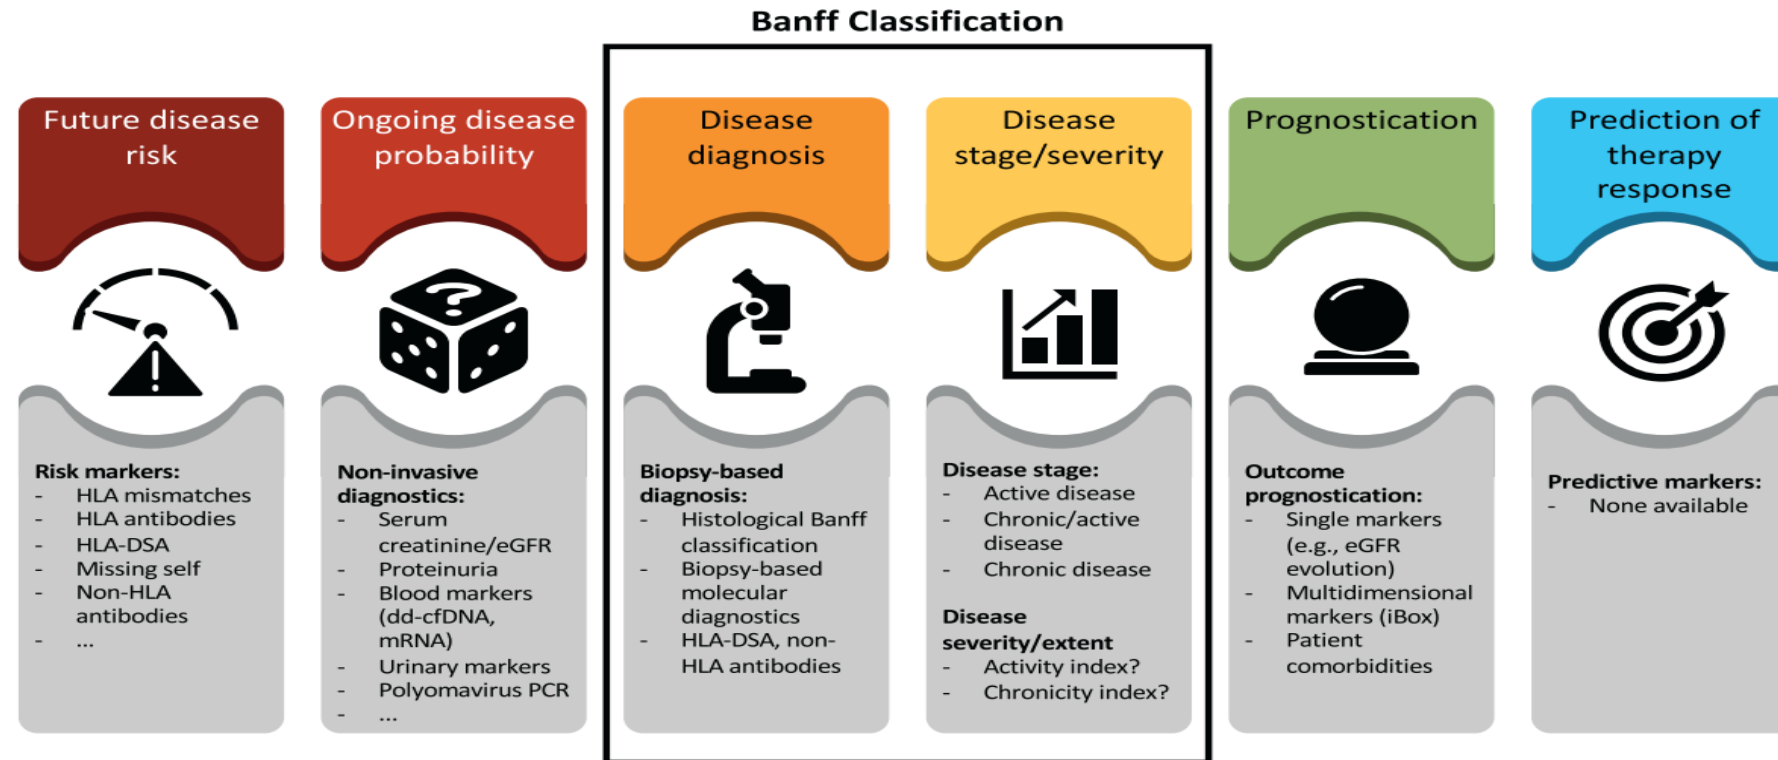 Banff Classification
Future disease
risk
Risk markers:
- HLA mismatches
- HLA antibodies
- HLA-DSA
- Missing self
- Non-HLA
antibodies
- ...
Ongoing disease
probability
?
Non-invasive
diagnostics:
- Serum
creatinine/eGFR
- Proteinuria
- Blood markers
(dd-cfDNA,
mRNA)
- Urinary markers
- Polyomavirus PCR
- ...
Disease
diagnosis
Biopsy-based
diagnosis:
- Histological Banff
classification
- Biopsy-based
molecular
diagnostics
- HLA-DSA, non-
HLA antibodies
Disease
stage/severity
Disease stage:
- Active disease
- Chronic/active
disease
- Chronic disease
Disease
severity/extent
- Activity index?
- Chronicity index?
Prognostication
Outcome
prognostication:
- Single markers
(e.g., eGFR
evolution)
- Multidimensional
markers (iBox)
- Patient
comorbidities
Prediction of
therapy
response
Predictive markers:
- None available